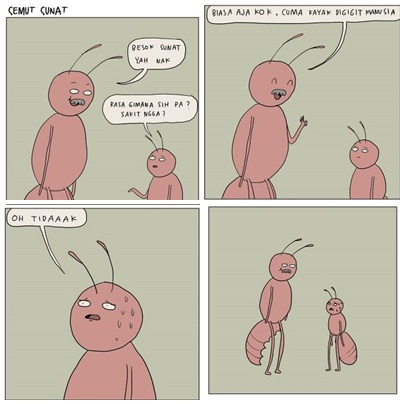 CEMUT CUNAT
BESOK SUNAT
YAH NAK
RASA GIMANA SIH PA?
SAKIT NGGA?
BIASA AJA KOK, CUMA KAYAK DIGIGIT MANUSIA
OH TIDAAAK